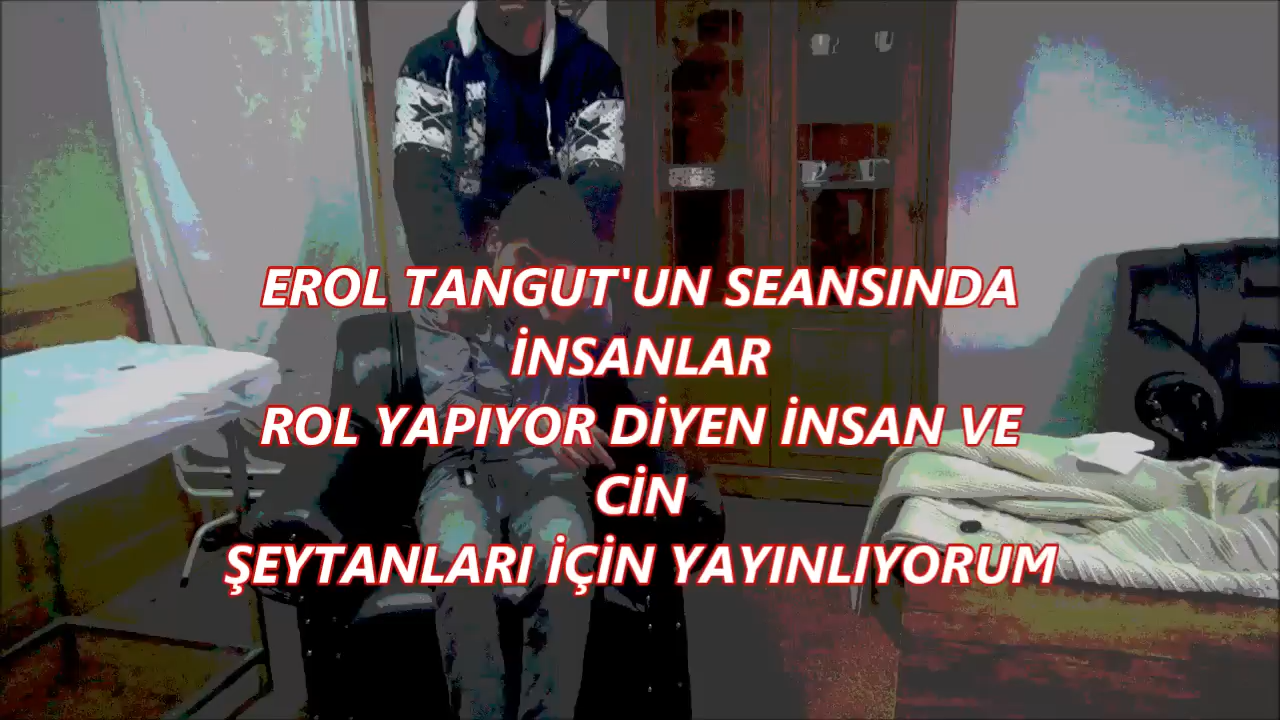 EROL TANGUT'UN SEANSINDA
İNSANLAR
ROL YAPIYOR DİYEN İNSAN VE
CİN
ŞEYTANLARI İÇİN YAYINLIYORUM